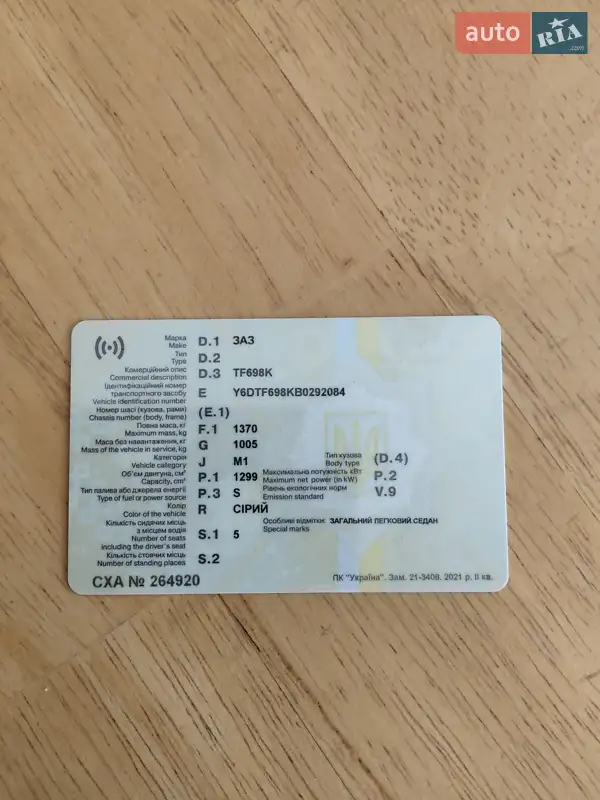 auto RIA .com
Марка D.1 ЗАЗ
Make
Тип D.2
Type
Комерційний опис D.3 TF698K
Commercial description
Ідентифікаційний номер
транспортного засобу E Y6DTF698KB0292084
Vehicle identification number
Номер шасі (кузова, рами) (E.1)
Chassis number (body, frame)
Повна маса, кг F.1 1370
Maximum mass, kg
Маса без навантаження, кг G 1005
Mass of the vehicle in service, kg
Категорія J M1 Тип кузова (D.4)
Vehicle category Body type
Об'єм двигуна, см³ P.1 1299 Максимальна потужність кВт P.2
Capacity, cm³ Maximum net power (in kW)
Тип палива або джерела енергії P.3 S Рівень екологічних норм V.9
Type of fuel or power source Emission standard
Колір R СІРИЙ
Color of the vehicle
Кількість сидячих місць Особливі відмітки: ЗАГАЛЬНИЙ ЛЕГКОВИЙ СЕДАН
з місцем водія S.1 5 Special marks
Number of seats
including the driver's seat
Кількість стоячих місць S.2
Number of standing places
СХА № 264920 ПК "Україна". Зам. 21-3408. 2021 р. ІІ кв.